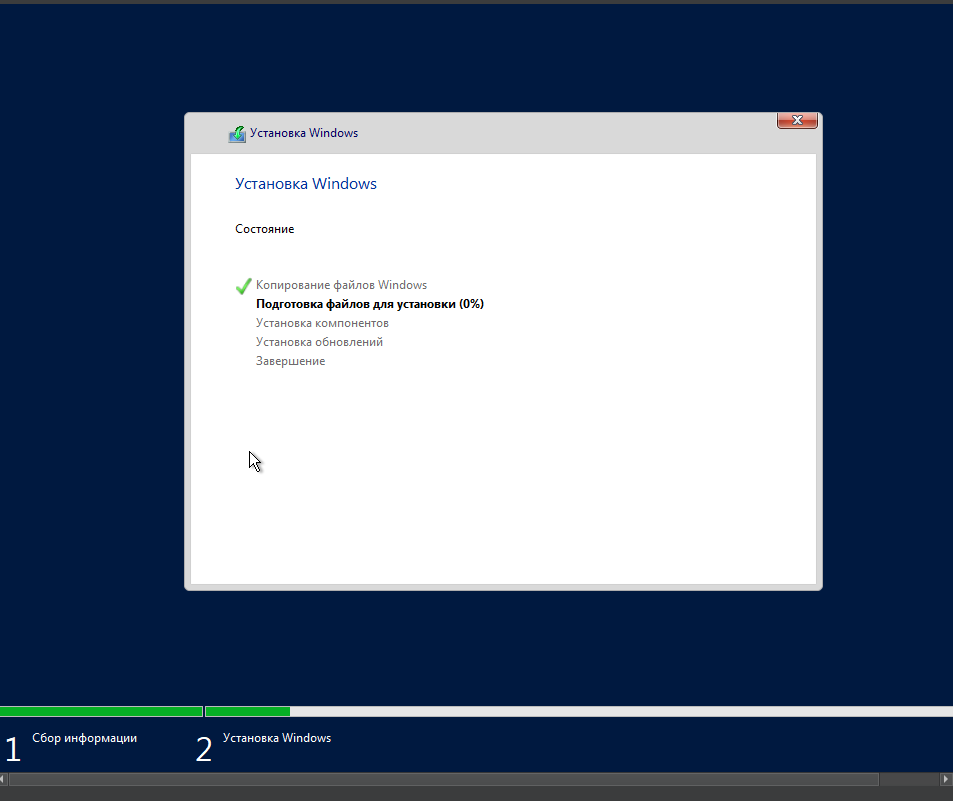 Установка Windows
Установка Windows
Состояние
Копирование файлов Windows
Подготовка файлов для установки (0%)
Установка компонентов
Установка обновлений
Завершение
1 Сбор информации
2 Установка Windows